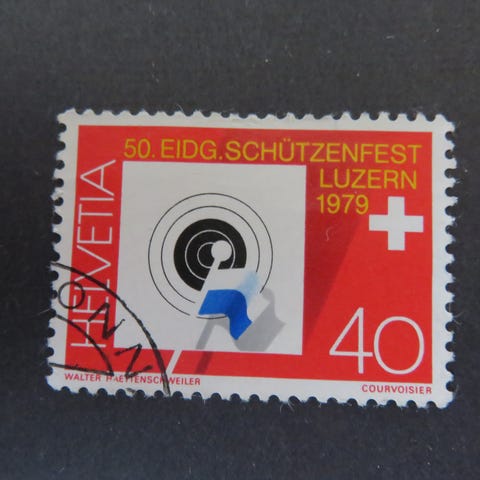 50. EIDG.SCHÜTZENFEST
LUZERN
1979
HELVETIA
40
WALTER HAETTENSCHWEILER
COURVOISIER